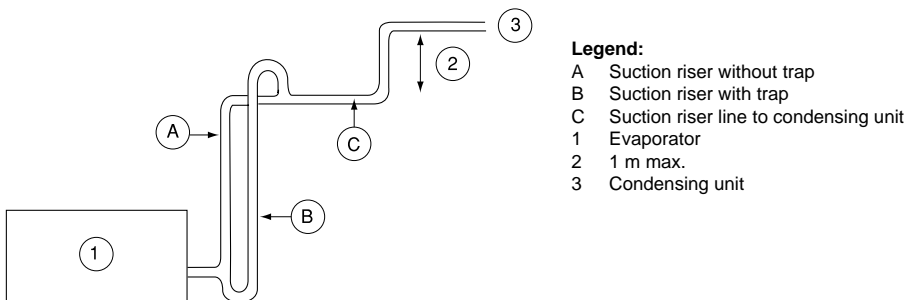 3
2
A
C
B
1
Legend:
A Suction riser without trap
B Suction riser with trap
C Suction riser line to condensing unit
1 Evaporator
2 1 m max.
3 Condensing unit